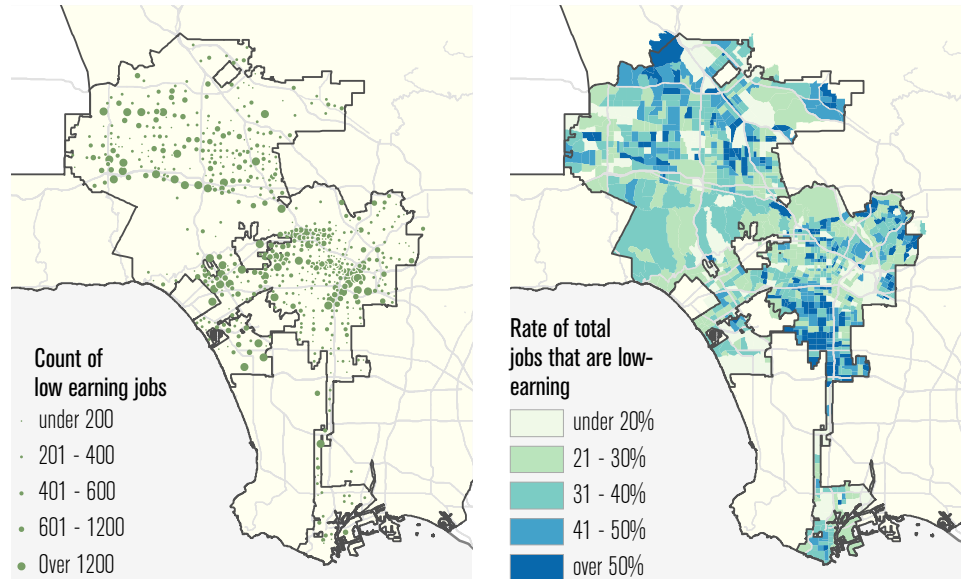 Count of
low earning jobs
under 200
201 - 400
401 - 600
601 - 1200
Over 1200
Rate of total
jobs that are low-
earning
under 20%
21 - 30%
31 - 40%
41 - 50%
over 50%